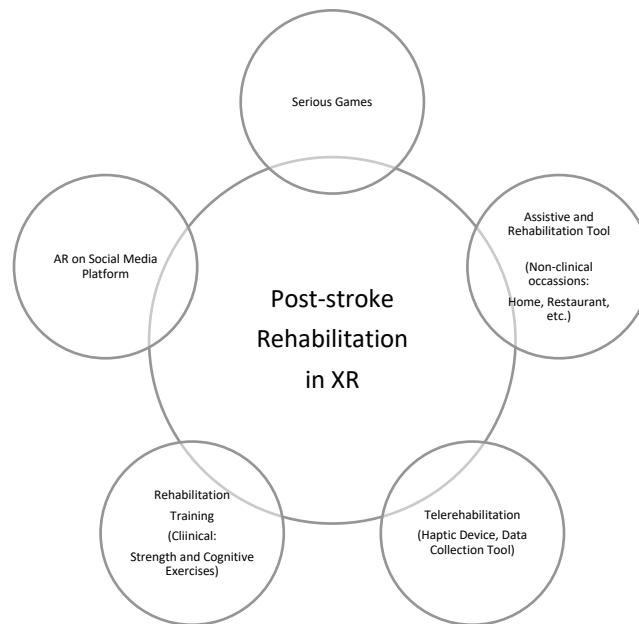 Serious Games
Assistive and
Rehabilitation Tool
(Non-clinical
occassions:
Home, Restaurant,
etc.)
AR on Social Media
Platform
Post-stroke
Rehabilitation
in XR
Rehabilitation
Training
(Cliinical:
Strength and Cognitive
Exercises)
Telerehabilitation
(Haptic Device, Data
Collection Tool)